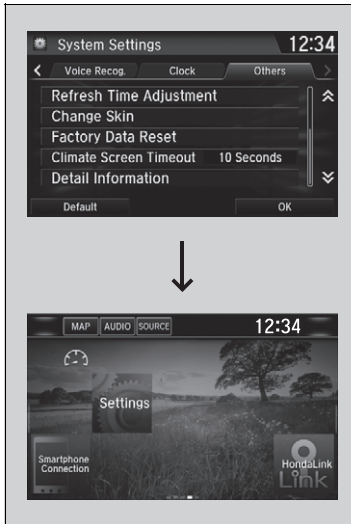 System Settings 12:34
Voice Recog. Clock Others
Refresh Time Adjustment
Change Skin
Factory Data Reset
Climate Screen Timeout 10 Seconds
Detail Information
Default OK
MAP AUDIO SOURCE 12:34
Settings
Smartphone
Connection
HondaLink
Link